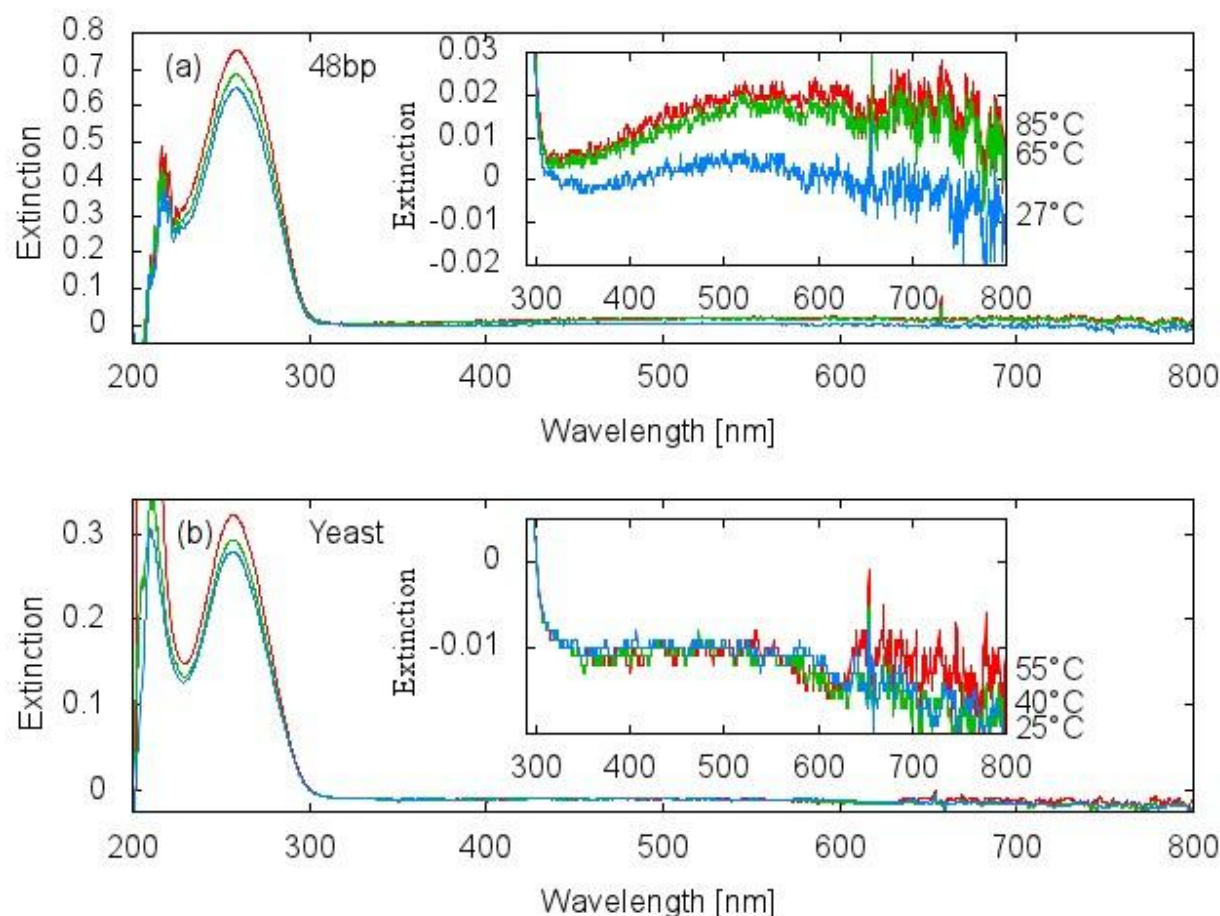 0.8
0.7
0.6
0.5
0.4
0.3
0.2
0.1
0
Extinction
(a) 48bp
0.03
0.02
0.01
0
-0.01
-0.02
Extinction
300 400 500 600 700 800
85°C
65°C
27°C
200 300 400 500 600 700 800
Wavelength [nm]
0.3
0.2
0.1
0
Extinction
(b) Yeast
0
-0.01
Extinction
300 400 500 600 700 800
55°C
40°C
25°C
200 300 400 500 600 700 800
Wavelength [nm]